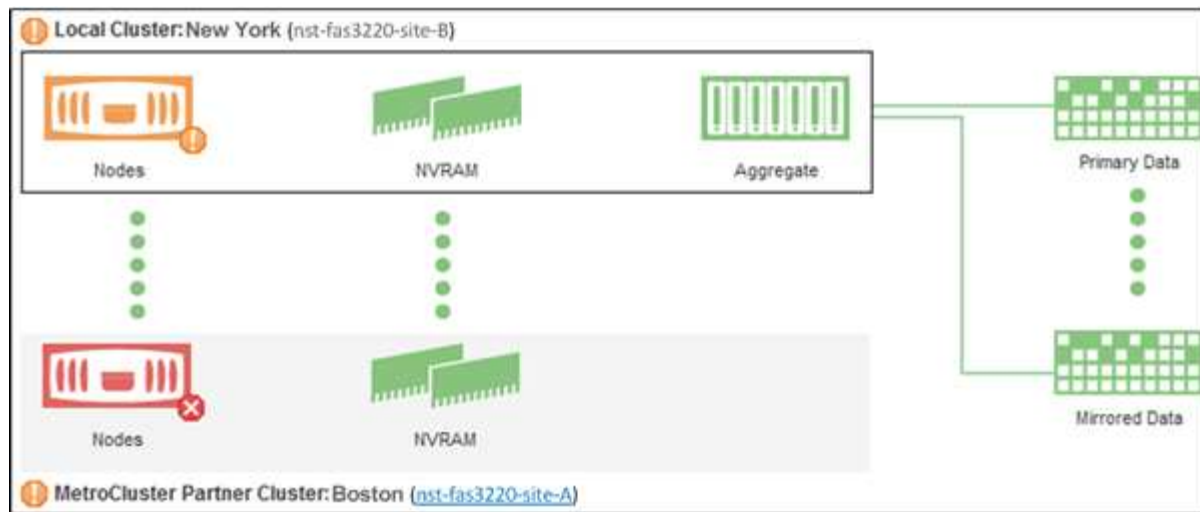 Local Cluster: New York (nst-fas3220-site-B)
Nodes NVRAM Aggregate
Primary Data
Nodes NVRAM
Mirrored Data
MetroCluster Partner Cluster: Boston (nst-fas3220-site-A)